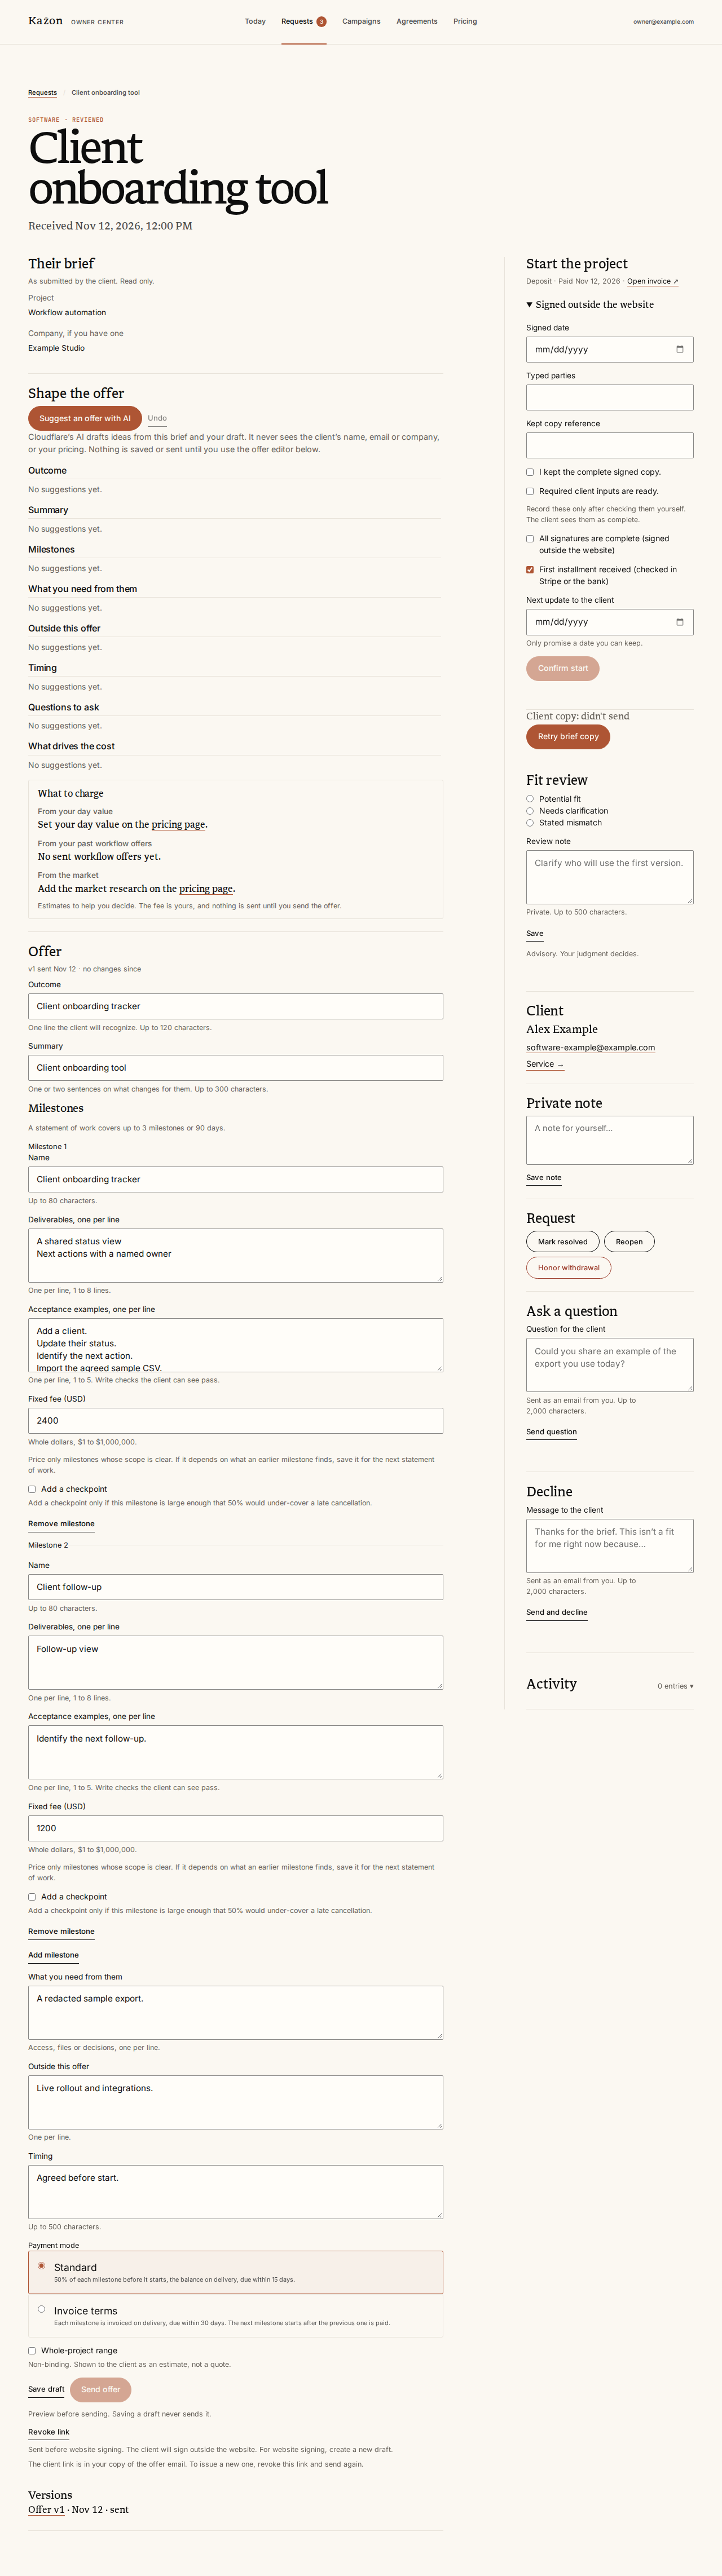 Kazon OWNER CENTER
Today
Requests 3
Campaigns
Agreements
Pricing
owner@example.com
Requests / Client onboarding tool
SOFTWARE · REVIEWED
Client
onboarding tool
Received Nov 12, 2026, 12:00 PM
Their brief
As submitted by the client. Read only.
Project
Workflow automation
Company, if you have one
Example Studio
Shape the offer
Suggest an offer with AI
Undo
Cloudflare's AI drafts ideas from this brief and your draft. It never sees the client's name, email or company,
or your pricing. Nothing is saved or sent until you use the offer editor below.
Outcome
No suggestions yet.
Summary
No suggestions yet.
Milestones
No suggestions yet.
What you need from them
No suggestions yet.
Outside this offer
No suggestions yet.
Timing
No suggestions yet.
Questions to ask
No suggestions yet.
What drives the cost
No suggestions yet.
What to charge
From your day value
Set your day value on the pricing page.
From your past workflow offers
No sent workflow offers yet.
From the market
Add the market research on the pricing page.
Estimates to help you decide. The fee is yours, and nothing is sent until you send the offer.
Offer
v1 sent Nov 12 · no changes since
Outcome
Client onboarding tracker
One line the client will recognize. Up to 120 characters.
Summary
Client onboarding tool
One or two sentences on what changes for them. Up to 300 characters.
Milestones
A statement of work covers up to 3 milestones or 90 days.
Milestone 1
Name
Client onboarding tracker
Up to 80 characters.
Deliverables, one per line
A shared status view
Next actions with a named owner
One per line, 1 to 8 lines.
Acceptance examples, one per line
Add a client.
Update their status.
Identify the next action.
Import the agreed sample CSV.
One per line, 1 to 5. Write checks the client can see pass.
Fixed fee (USD)
2400
Whole dollars, $1 to $1,000,000.
Price only milestones whose scope is clear. If it depends on what an earlier milestone finds, save it for the next statement
of work.
Add a checkpoint
Add a checkpoint only if this milestone is large enough that 50% would under-cover a late cancellation.
Remove milestone
Milestone 2
Name
Client follow-up
Up to 80 characters.
Deliverables, one per line
Follow-up view
One per line, 1 to 8 lines.
Acceptance examples, one per line
Identify the next follow-up.
One per line, 1 to 5. Write checks the client can see pass.
Fixed fee (USD)
1200
Whole dollars, $1 to $1,000,000.
Price only milestones whose scope is clear. If it depends on what an earlier milestone finds, save it for the next statement
of work.
Add a checkpoint
Add a checkpoint only if this milestone is large enough that 50% would under-cover a late cancellation.
Remove milestone
Add milestone
What you need from them
A redacted sample export.
Access, files or decisions, one per line.
Outside this offer
Live rollout and integrations.
One per line.
Timing
Agreed before start.
Up to 500 characters.
Payment mode
Standard
50% of each milestone before it starts, the balance on delivery, due within 15 days.
Invoice terms
Each milestone is invoiced on delivery, due within 30 days. The next milestone starts after the previous one is paid.
Whole-project range
Non-binding. Shown to the client as an estimate, not a quote.
Save draft
Send offer
Preview before sending. Saving a draft never sends it.
Revoke link
Sent before website signing. The client will sign outside the website. For website signing, create a new draft.
The client link is in your copy of the offer email. To issue a new one, revoke this link and send again.
Versions
Offer v1 · Nov 12 · sent
Start the project
Deposit · Paid Nov 12, 2026 · Open invoice ↗
▼ Signed outside the website
Signed date
mm/dd/yyyy
Typed parties
Kept copy reference
I kept the complete signed copy.
Required client inputs are ready.
Record these only after checking them yourself.
The client sees them as complete.
All signatures are complete (signed
outside the website)
First installment received (checked in
Stripe or the bank)
Next update to the client
mm/dd/yyyy
Only promise a date you can keep.
Confirm start
Client copy: didn't send
Retry brief copy
Fit review
Potential fit
Needs clarification
Stated mismatch
Review note
Clarify who will use the first version.
Private. Up to 500 characters.
Save
Advisory. Your judgment decides.
Client
Alex Example
software-example@example.com
Service →
Private note
A note for yourself...
Save note
Request
Mark resolved
Reopen
Honor withdrawal
Ask a question
Question for the client
Could you share an example of the
export you use today?
Sent as an email from you. Up to
2,000 characters.
Send question
Decline
Message to the client
Thanks for the brief. This isn't a fit
for me right now because...
Sent as an email from you. Up to
2,000 characters.
Send and decline
Activity
0 entries ▾